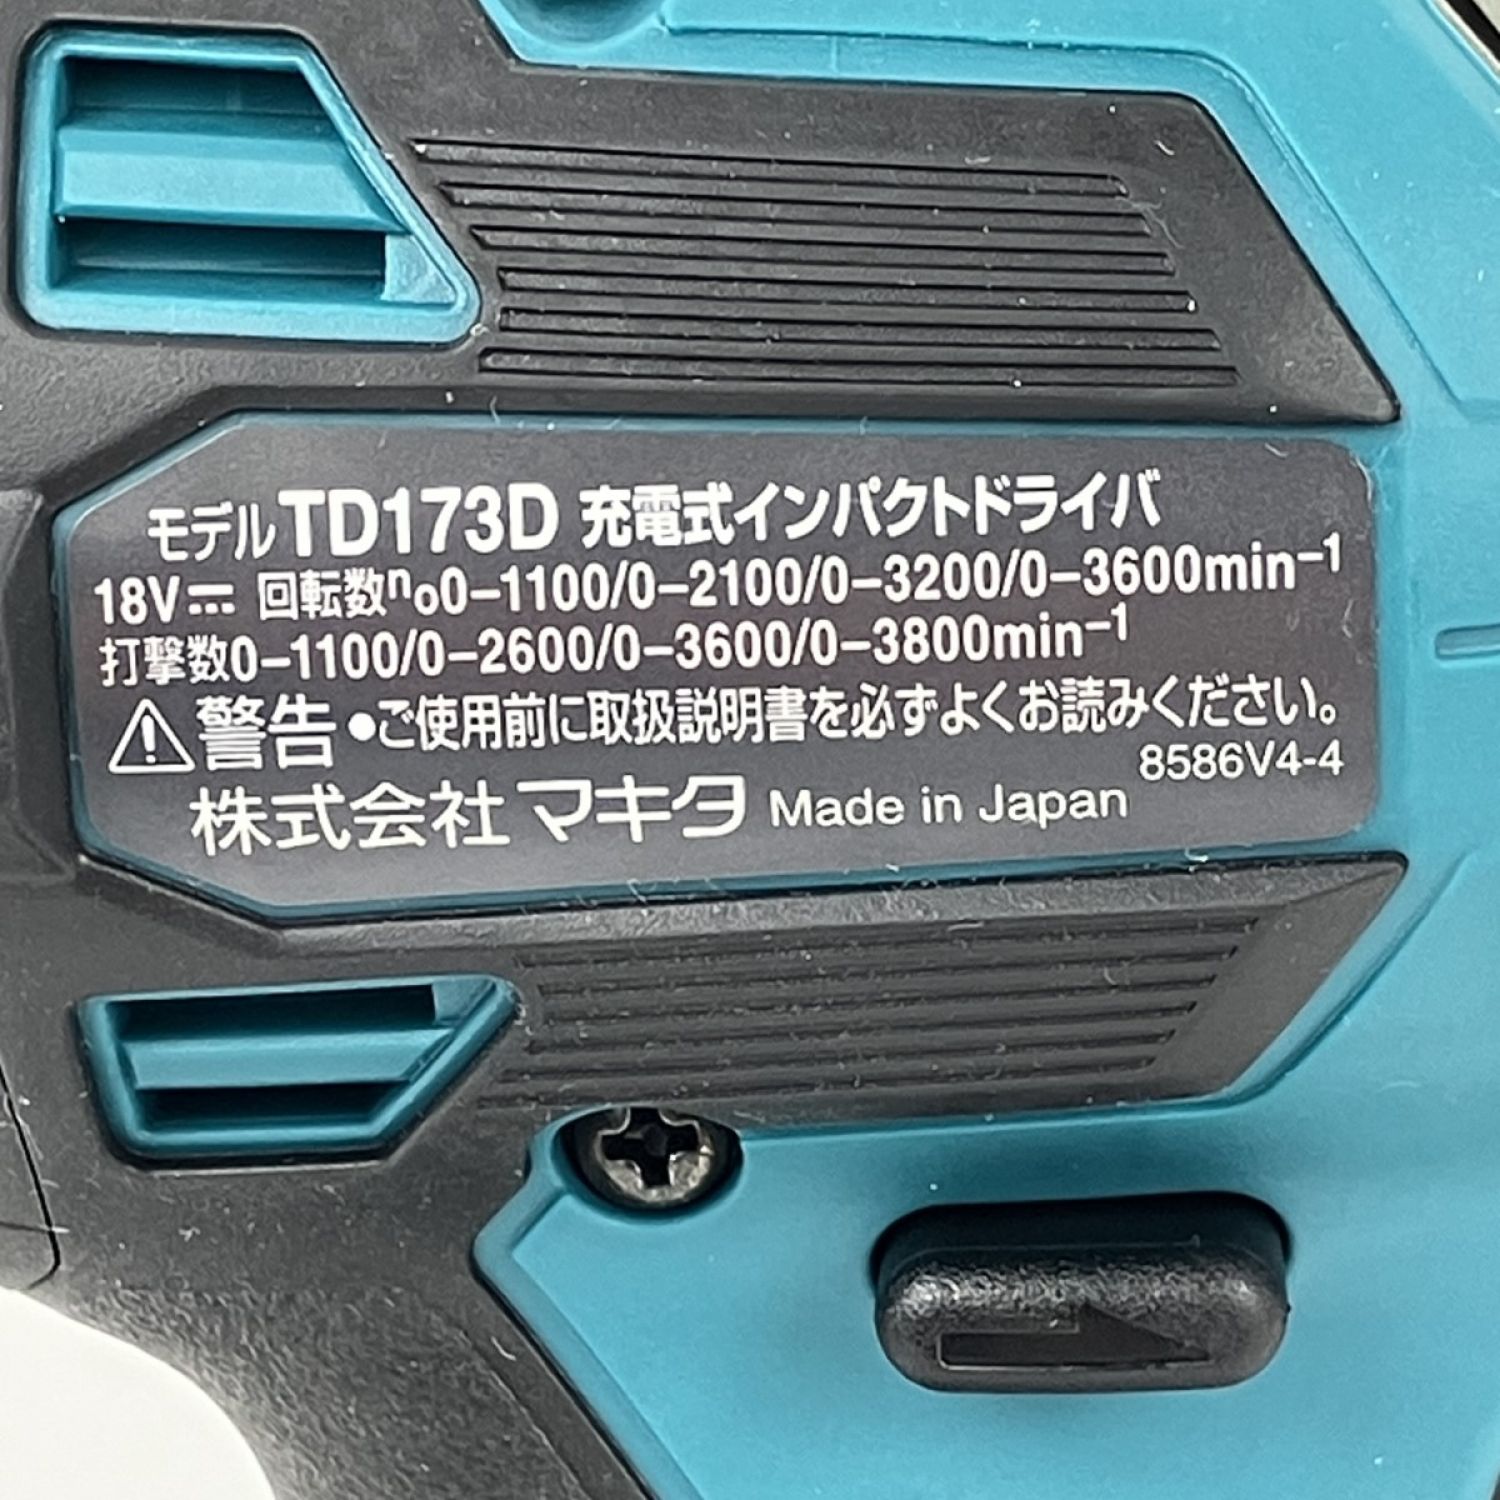 モデルTD173D 充電式インパクトドライバ
18V⎓ 回転数n₀0−1100/0−2100/0−3200/0−3600min⁻¹
打撃数0−1100/0−2600/0−3600/0−3800min⁻¹
⚠警告 ●ご使用前に取扱説明書を必ずよくお読みください。
8586V4-4
株式会社マキタ Made in Japan